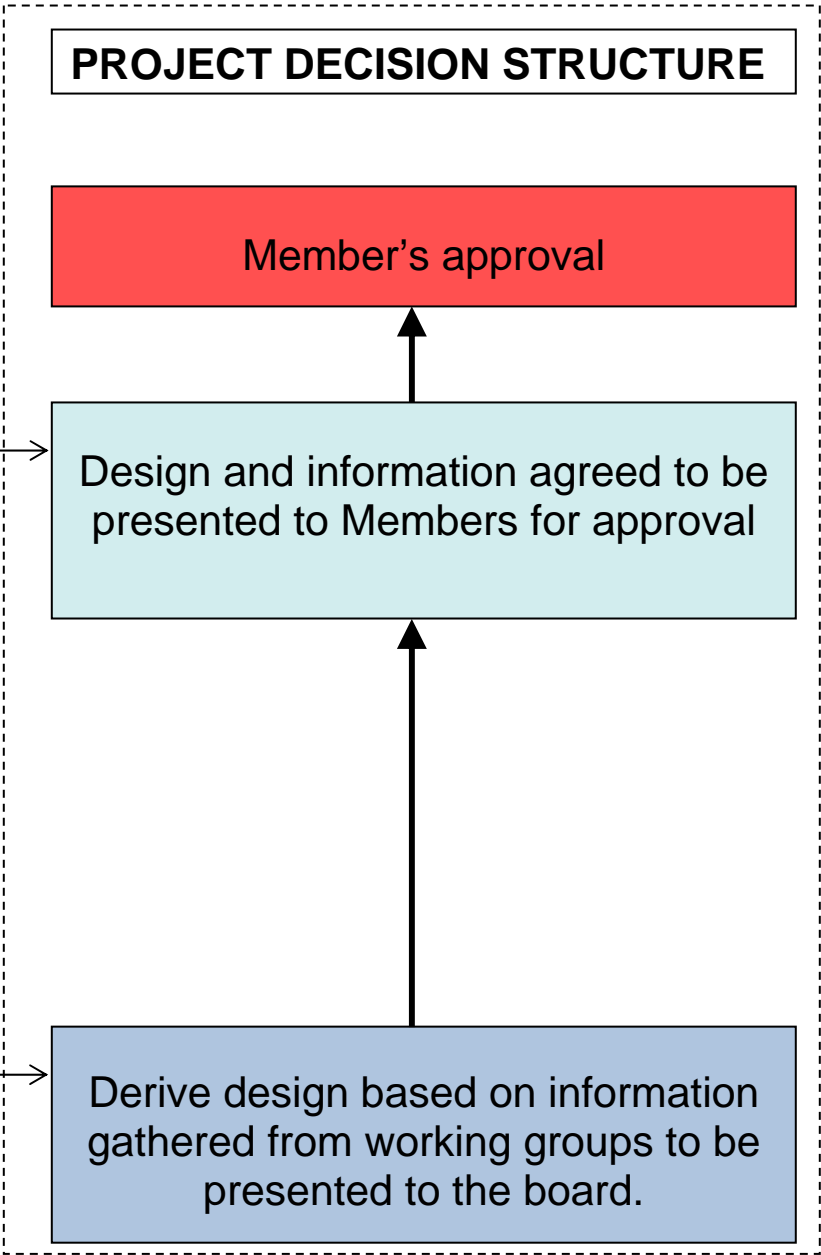 PROJECT DECISION STRUCTURE
Member’s approval
Design and information agreed to be
presented to Members for approval
Derive design based on information
gathered from working groups to be
presented to the board.